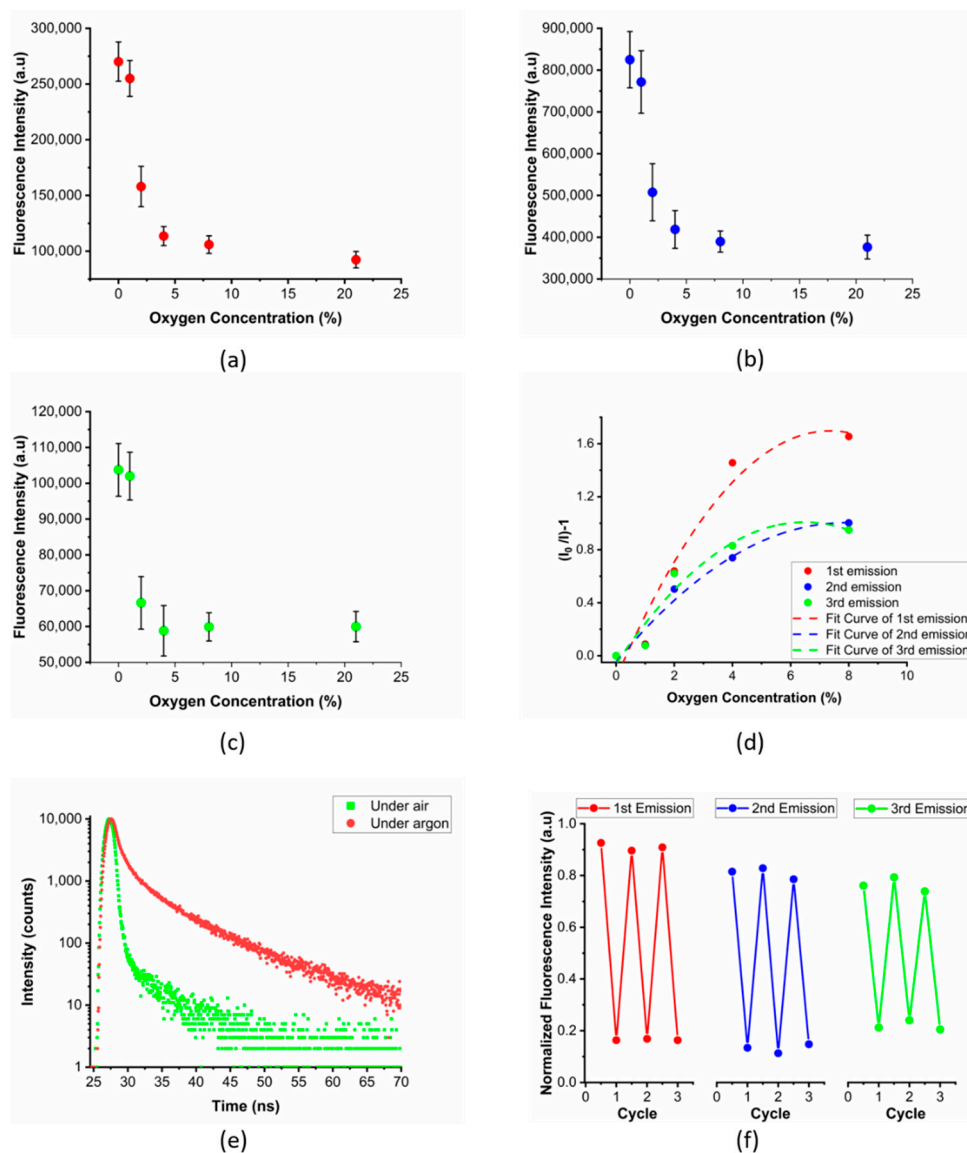 300,000
250,000
200,000
150,000
100,000
Fluorescence Intensity (a.u)
0 5 10 15 20 25
Oxygen Concentration (%)
(a)
900,000
800,000
700,000
600,000
500,000
400,000
300,000
Fluorescence Intensity (a.u)
0 5 10 15 20 25
Oxygen Concentration (%)
(b)
120,000
110,000
100,000
90,000
80,000
70,000
60,000
50,000
Fluorescence Intensity (a.u)
0 5 10 15 20 25
Oxygen Concentration (%)
(c)
1.6
1.2
0.8
0.4
0.0
(I0 /I)-1
1st emission
2nd emission
3rd emission
Fit Curve of 1st emission
Fit Curve of 2nd emission
Fit Curve of 3rd emission
0 2 4 6 8 10
Oxygen Concentration (%)
(d)
Under air
Under argon
10,000
1,000
100
10
1
Intensity (counts)
25 30 35 40 45 50 55 60 65 70
Time (ns)
(e)
1st Emission 2nd Emission 3rd Emission
1.0
0.8
0.6
0.4
0.2
0.0
Normalized Fluorescence Intensity (a.u)
0 1 2 3 0 1 2 3 0 1 2 3
Cycle Cycle Cycle
(f)